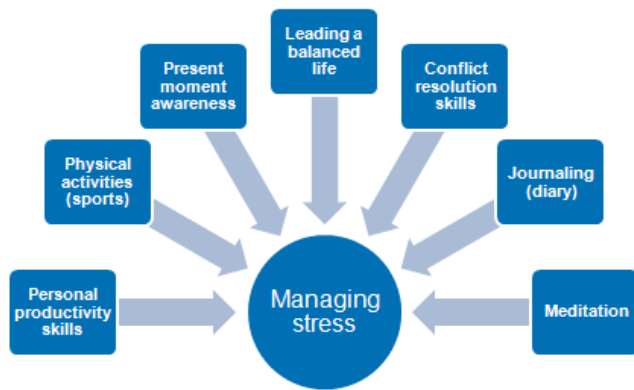 Leading a
balanced
life
Present
moment
awareness
Conflict
resolution
skills
Physical
activities
(sports)
Journaling
(diary)
Personal
productivity
skills
Managing
stress
Meditation